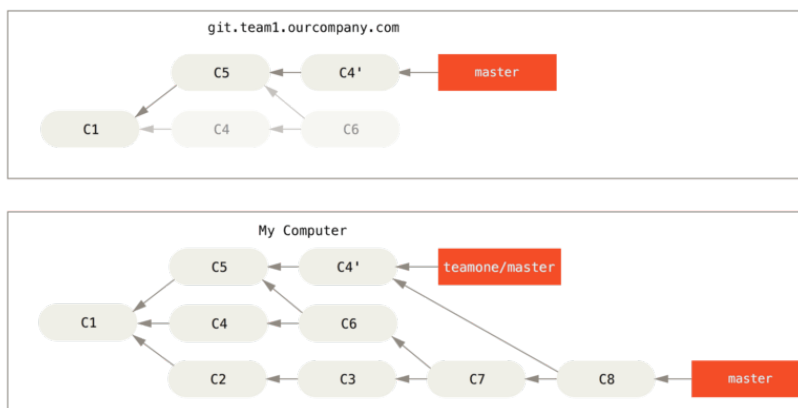 git.team1.ourcompany.com
C5 C4' master
C1 C4 C6
My Computer
C5 C4' teamone/master
C1 C4 C6
C2 C3 C7 C8 master